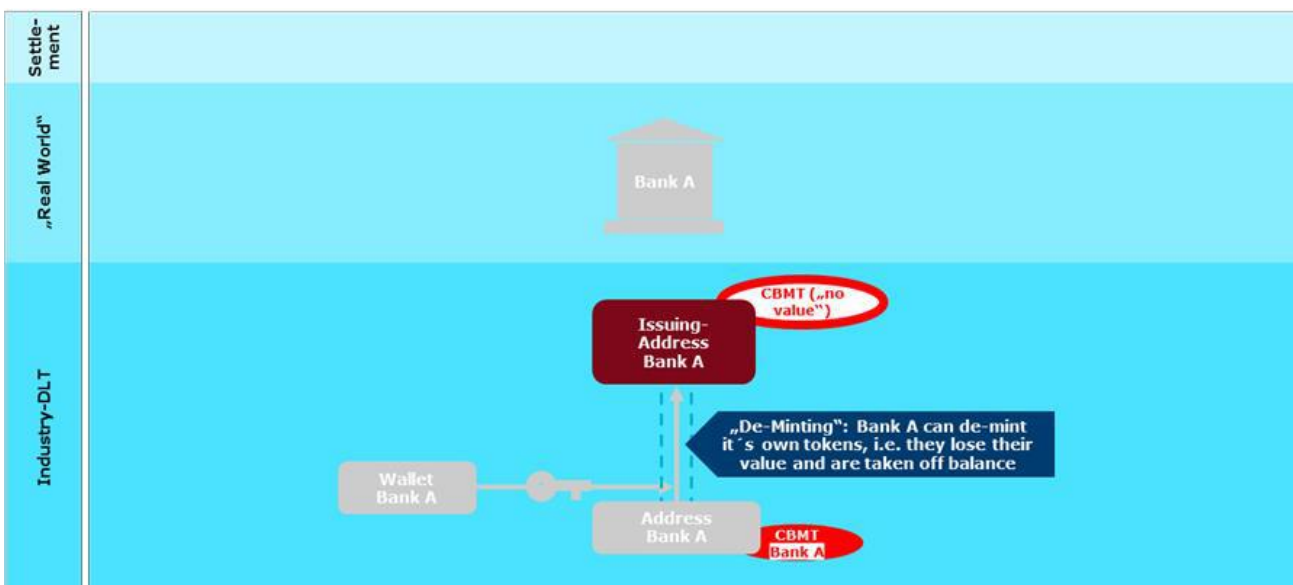 Settle-
ment
„Real World“
Bank A
Industry-DLT
CBMT („no
value“)
Issuing-
Address
Bank A
„De-Minting“: Bank A can de-mint
it´s own tokens, i.e. they lose their
value and are taken off balance
Wallet
Bank A
Address
Bank A
CBMT
Bank A